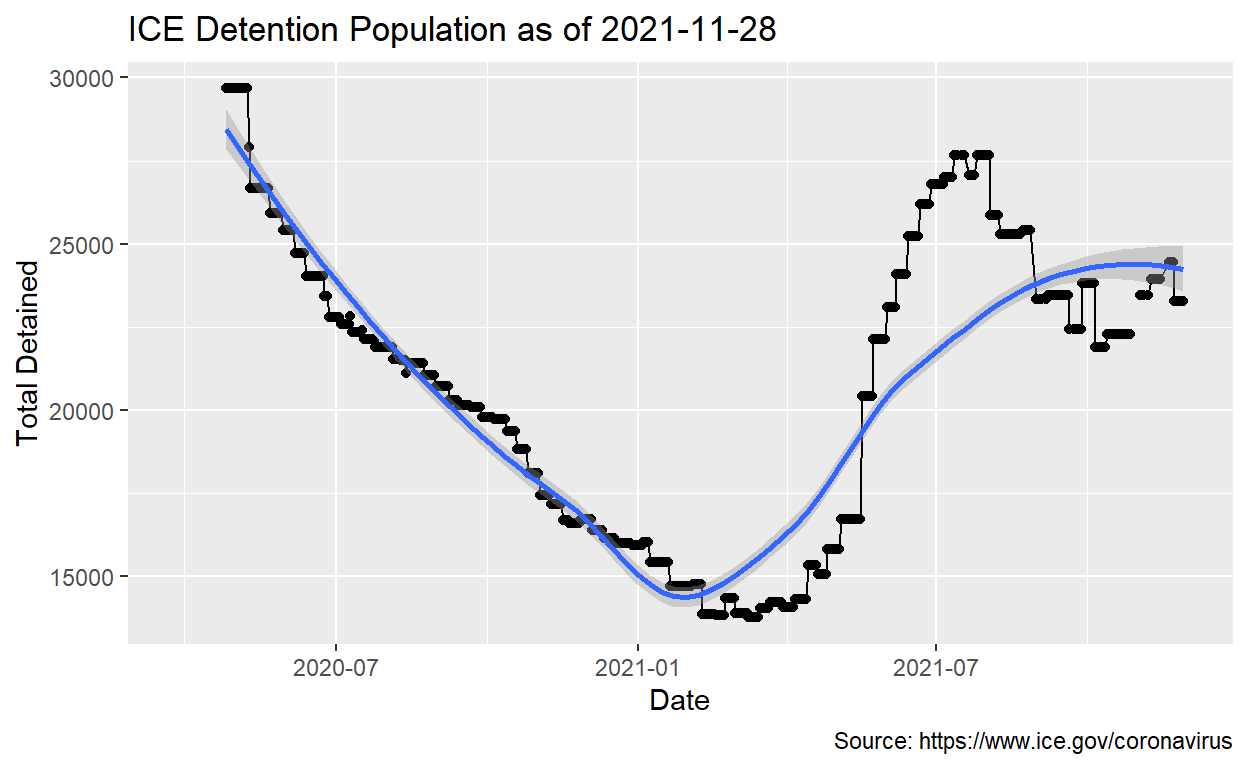 ICE Detention Population as of 2021-11-28
30000
25000
20000
15000
Total Detained
2020-07
2021-01
2021-07
Date
Source: https://www.ice.gov/coronavirus